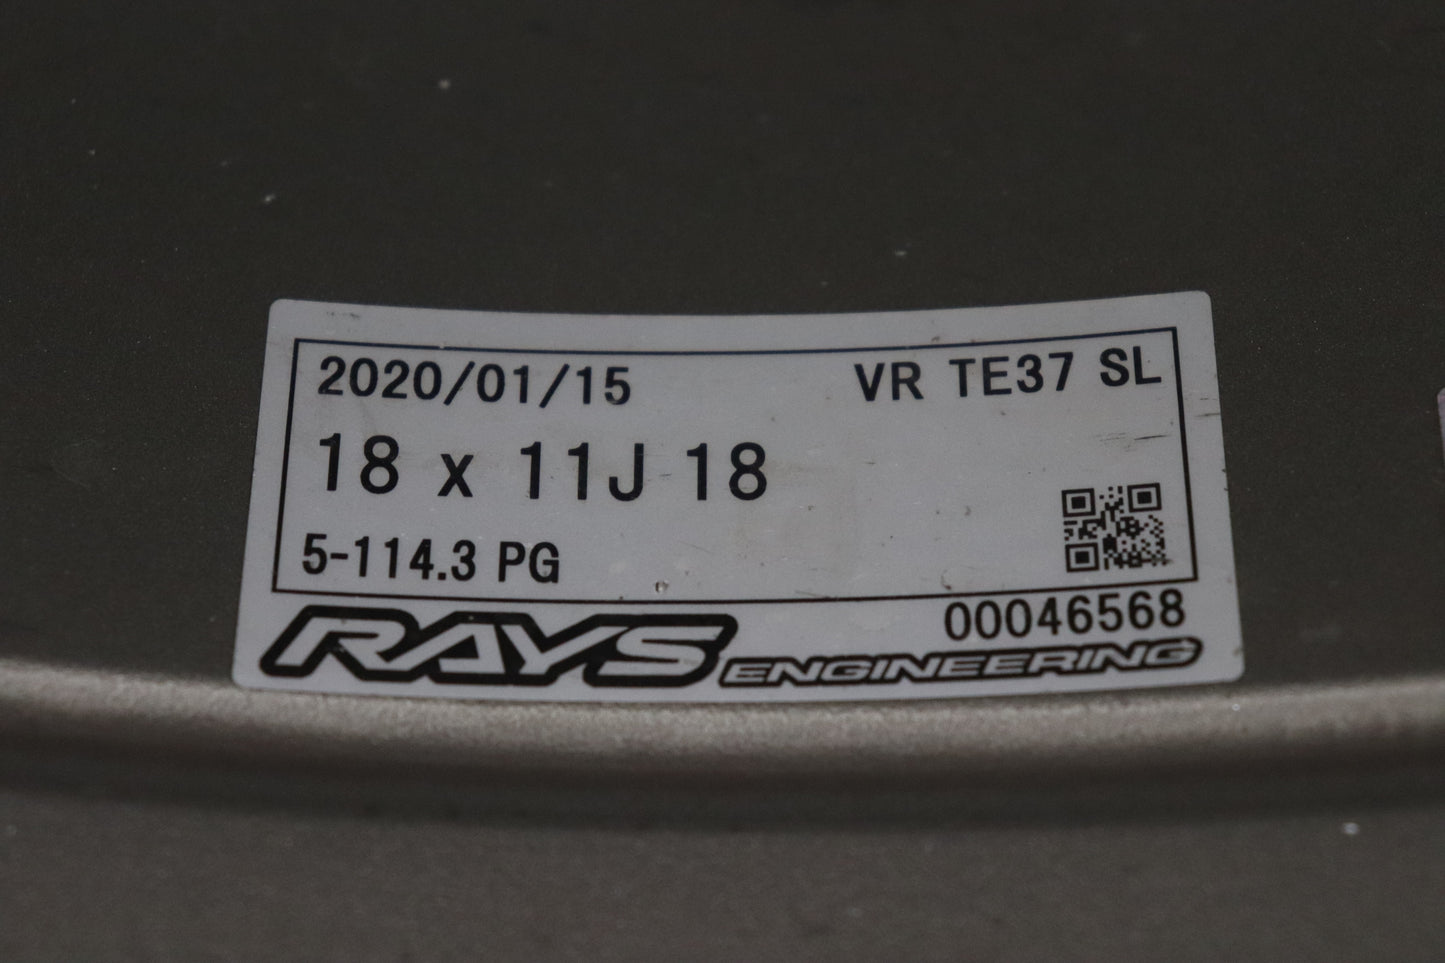 2020/01/15 VR TE37 SL
18 x 11J 18
5-114.3 PG
00046568
RAYS ENGINEERING